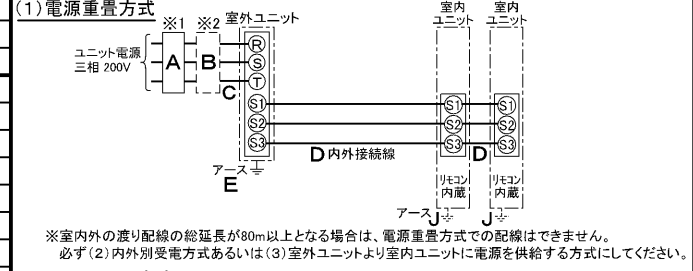 (1)電源重畳方式
※1 ※2 室外ユニット
室内ユニット
室内ユニット
ユニット電源
三相 200V
A
B
C
R
S
T
S1
S2
S3
S1
S2
S3
S1
S2
S3
D 内外接続線
D
アース
E
リモコン内蔵
リモコン内蔵
アース J
J
※室内外の渡り配線の総延長が80m以上となる場合は、電源重畳方式での配線はできません。
必ず(2)内外別受電方式あるいは(3)室外ユニットより室内ユニットに電源を供給する方式にしてください。